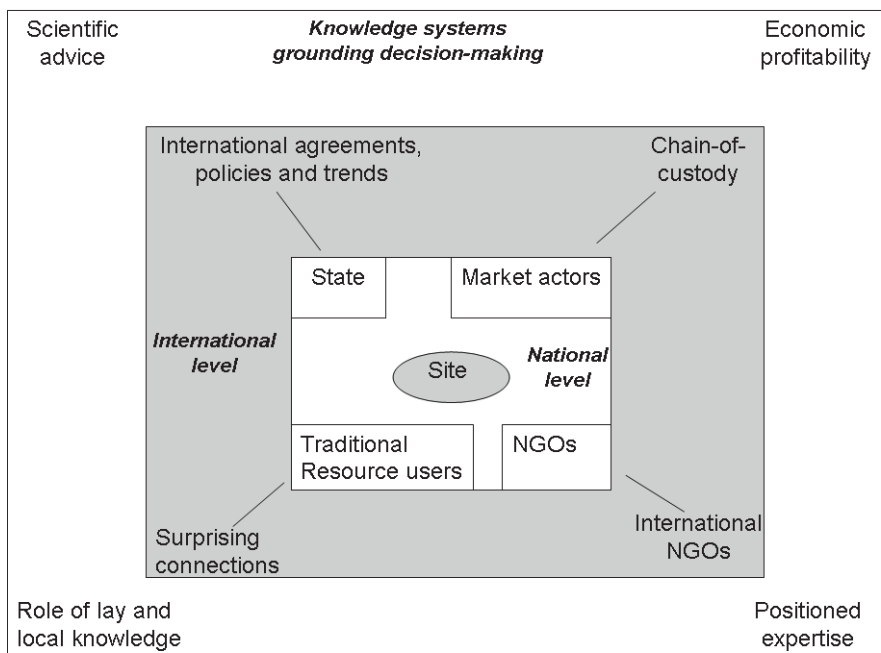 Scientific
advice
Knowledge systems
grounding decision-making
Economic
profitability
International agreements,
policies and trends
Chain-of-
custody
State
Market actors
International
level
Site
National
level
Traditional
Resource users
NGOs
Surprising
connections
International
NGOs
Role of lay and
local knowledge
Positioned
expertise